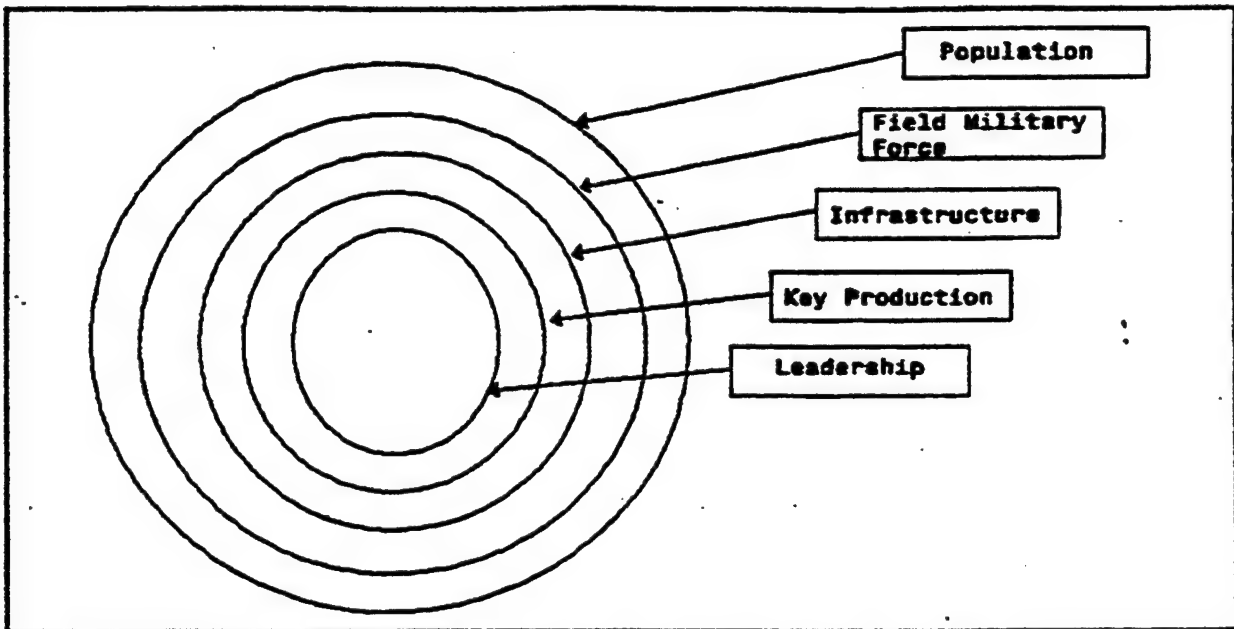 Population
Field Military
Force
Infrastructure
Key Production
Leadership